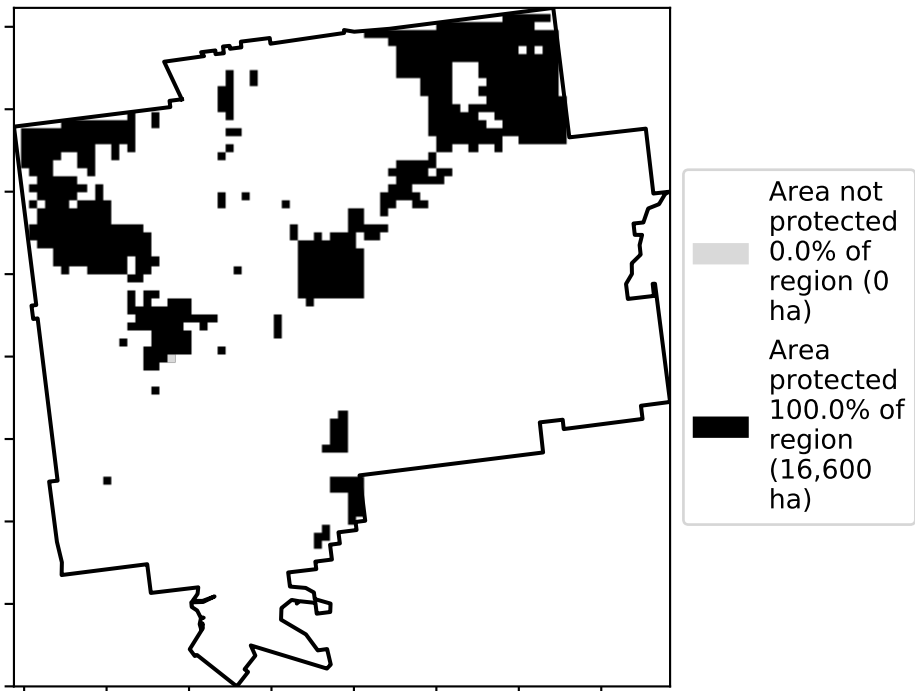 Area not
protected
0.0% of
region (0
ha)
Area
protected
100.0% of
region
(16,600
ha)